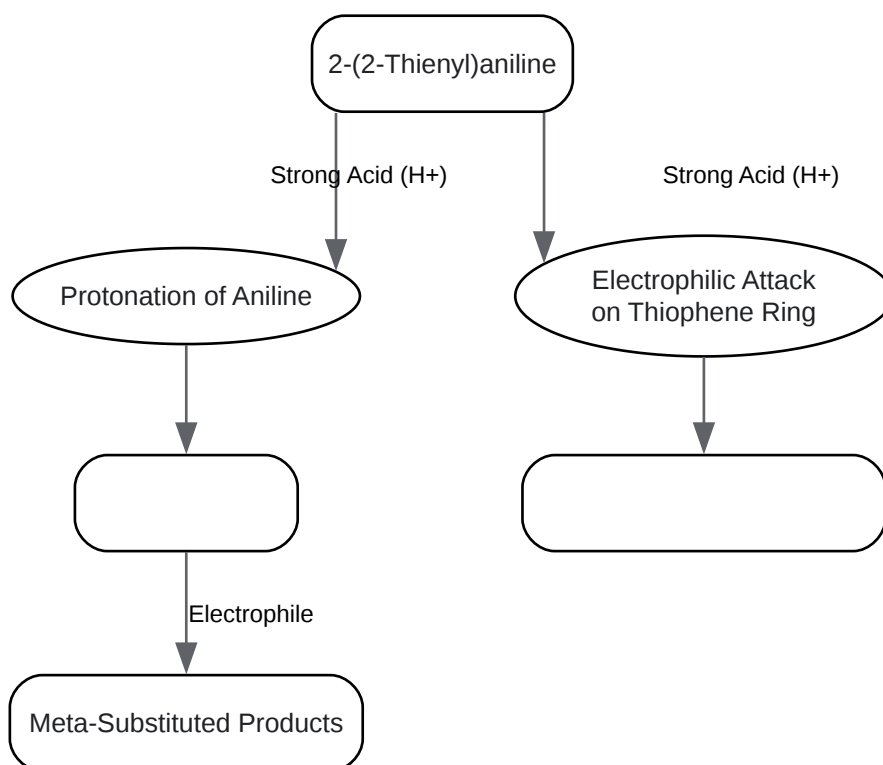 2-(2-Thienyl)aniline
Strong Acid (H+)
Strong Acid (H+)
Protonation of Aniline
Electrophilic Attack
on Thiophene Ring
Electrophile
Meta-Substituted Products